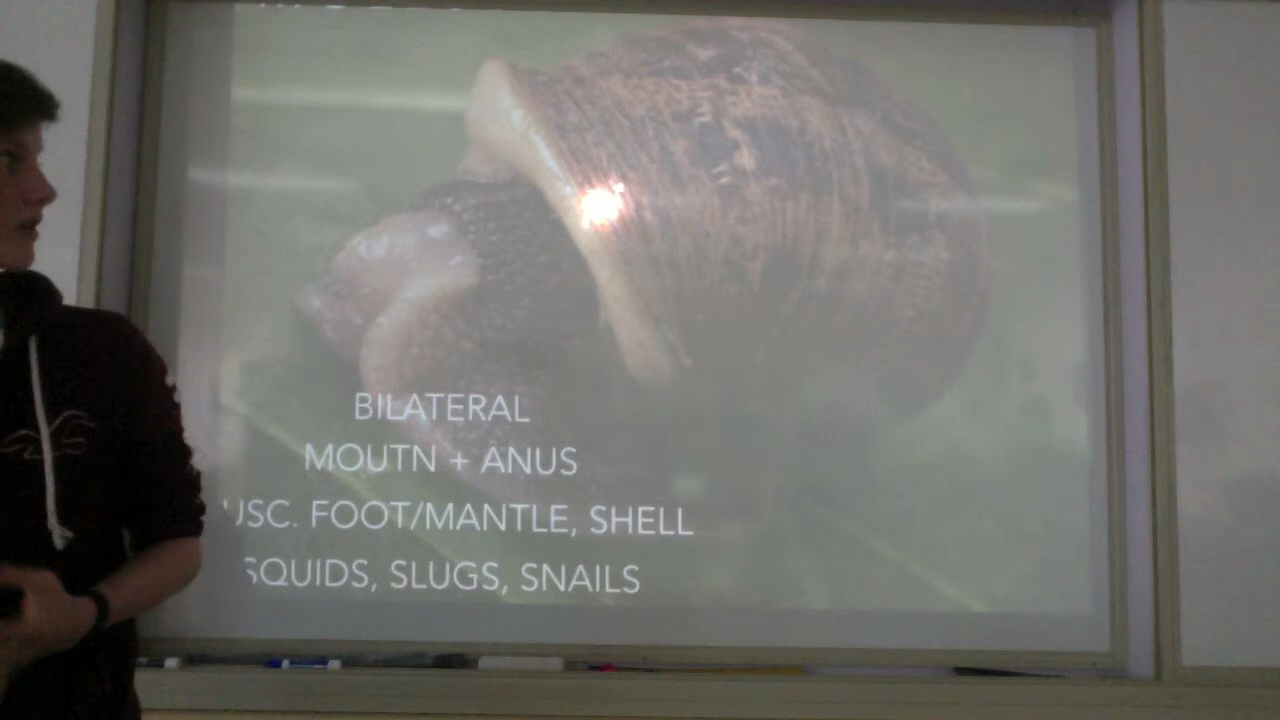 BILATERAL
MOUTN + ANUS
USC. FOOT/MANTLE, SHELL
SQUIDS, SLUGS, SNAILS